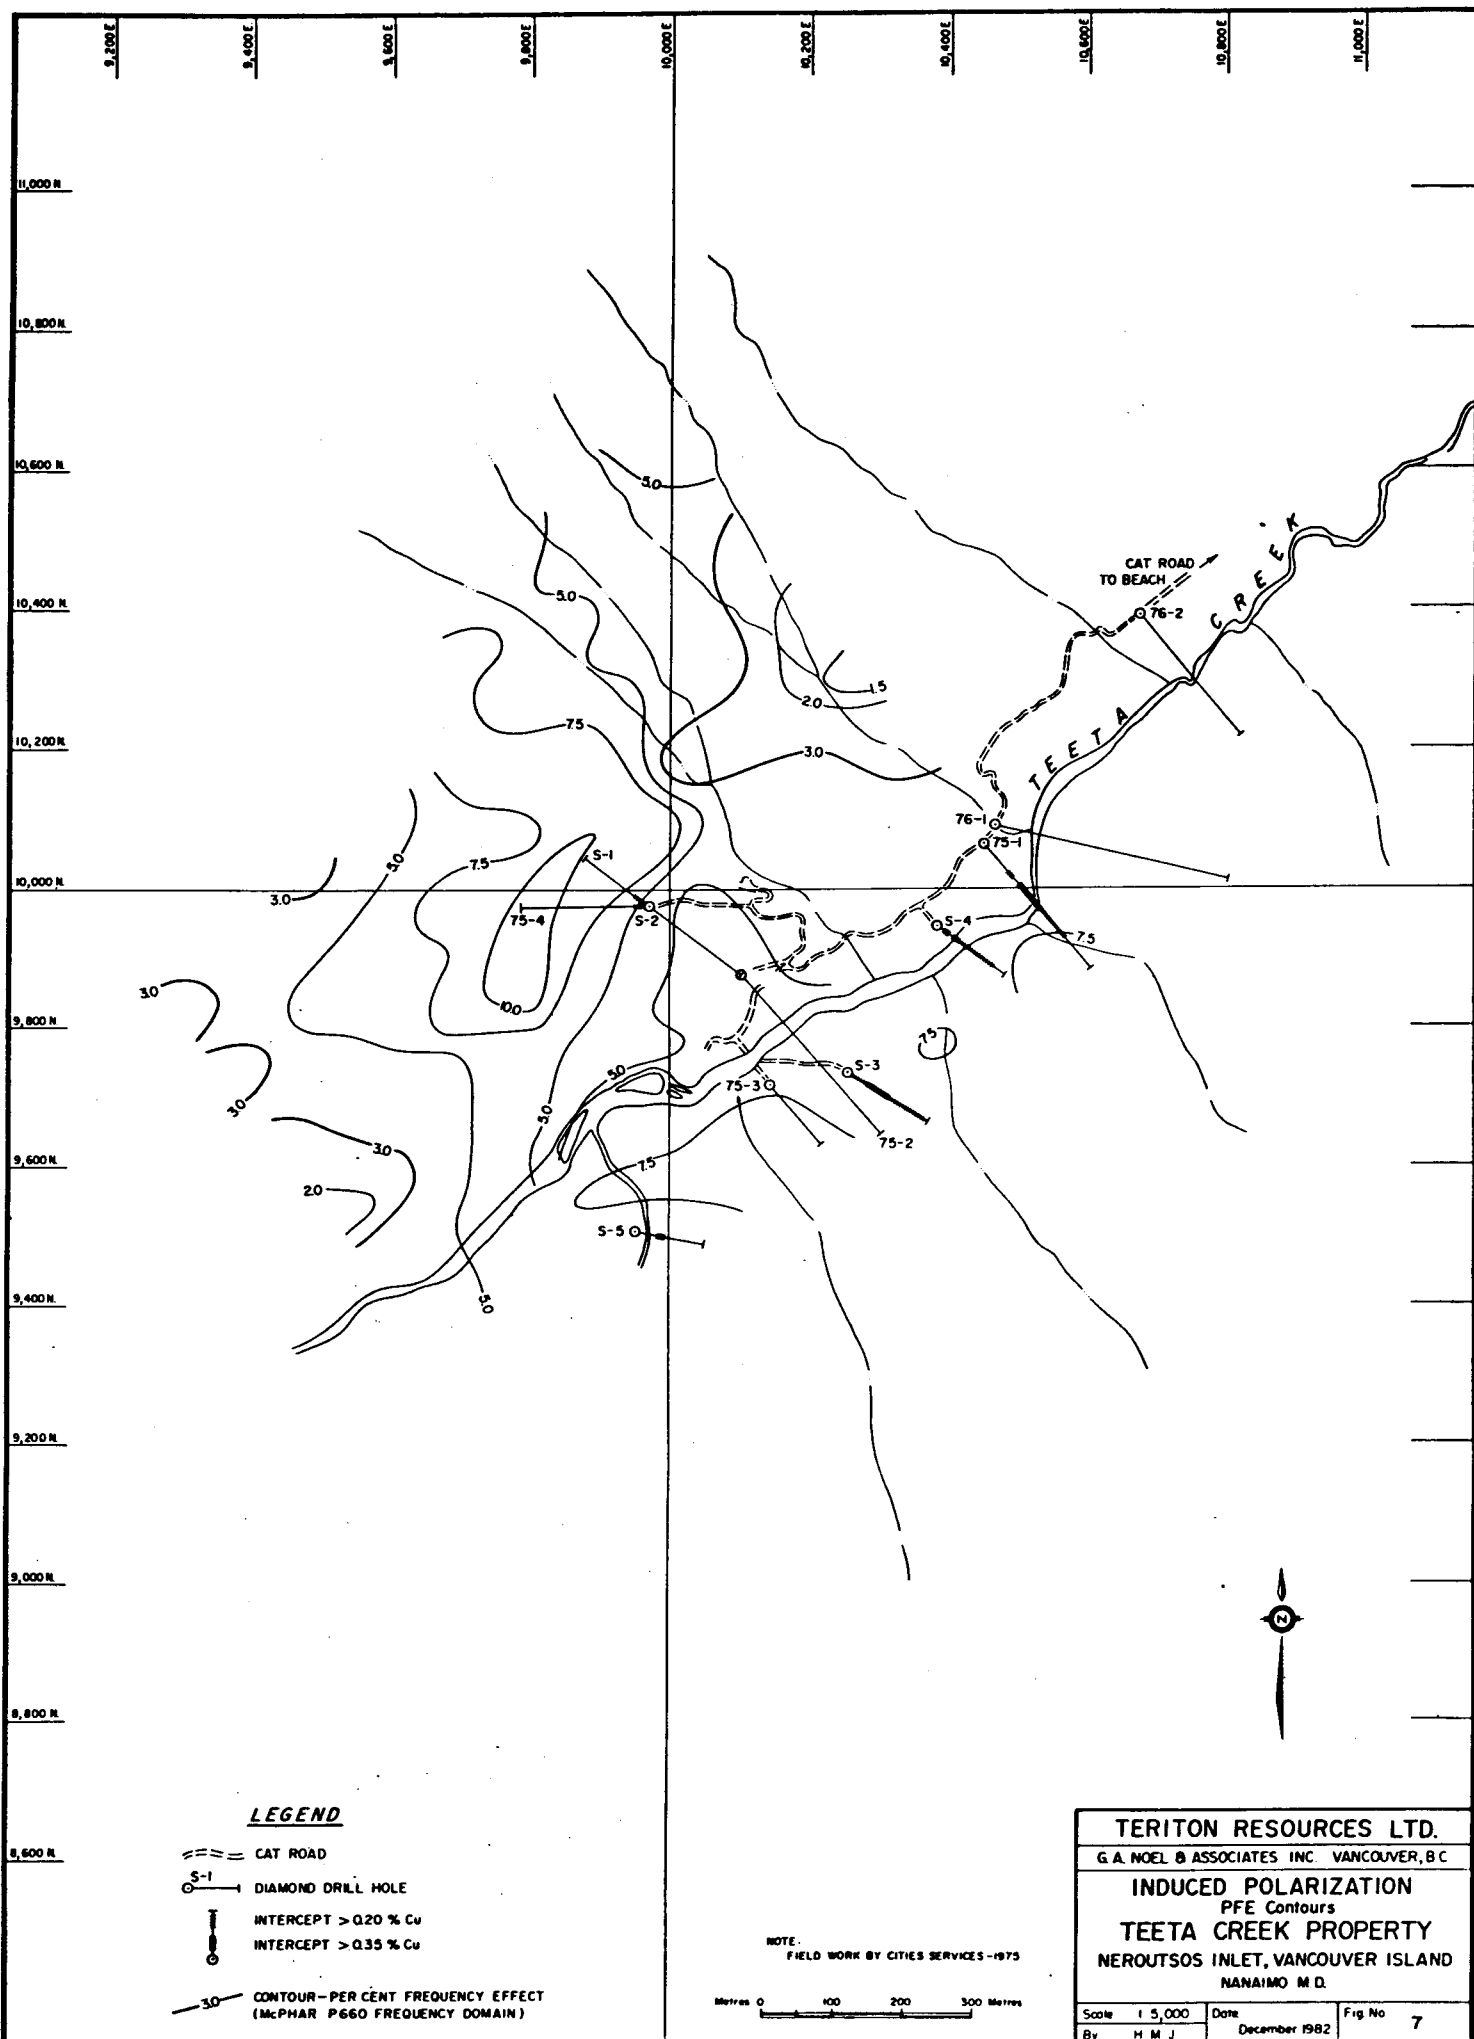 9,200 E
9,400 E
9,600 E
9,800 E
10,000 E
10,200 E
10,400 E
10,600 E
10,800 E
11,000 E
11,000 N.
10,800 N.
10,600 N.
5.0
CAT ROAD
TO BEACH
TEETA CREEK
10,400 N.
5.0
76-2
1.5
2.0
7.5
10,200 N.
3.0
76-1
75-1
5.0
7.5
S-1
10,000 N.
3.0
75-4
S-2
S-4
7.5
3.0
10.0
9,800 N.
7.5
5.0
S-3
75-3
3.0
5.0
75-2
3.0
9,600 N.
7.5
2.0
S-5
9,400 N.
5.0
9,200 N.
9,000 N.
N
8,800 N.
8,600 N.
LEGEND
CAT ROAD
S-1
DIAMOND DRILL HOLE
INTERCEPT > 0.20 % Cu
INTERCEPT > 0.35 % Cu
3.0
CONTOUR-PER CENT FREQUENCY EFFECT
(McPHAR P660 FREQUENCY DOMAIN)
NOTE.
FIELD WORK BY CITIES SERVICES-1975
Metres 0 100 200 300 Metres
TERITON RESOURCES LTD.
G. A. NOEL & ASSOCIATES INC. VANCOUVER, B C
INDUCED POLARIZATION
PFE Contours
TEETA CREEK PROPERTY
NEROUTSOS INLET, VANCOUVER ISLAND
NANAIMO M D.
Scale 1 5,000
Date
December 1982
Fig. No 7
By H M J